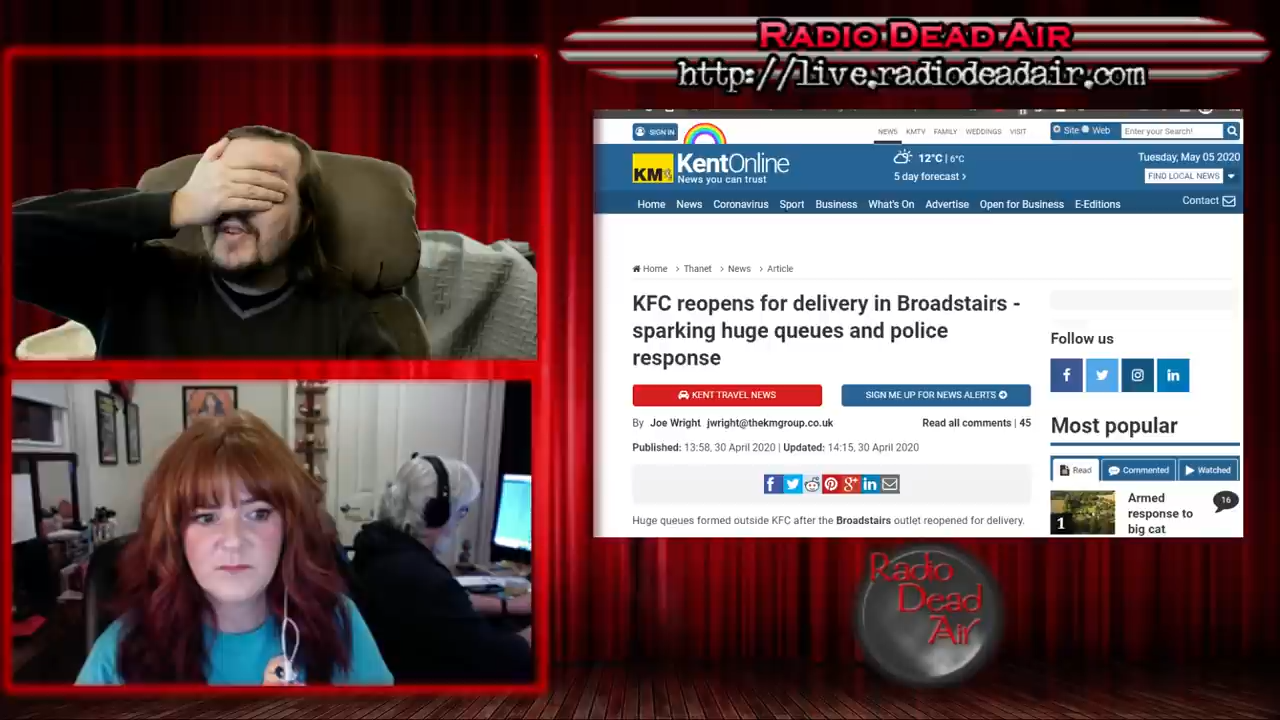 RADIO DEAD AIR
http://live.radiodeadair.com
SIGN IN
NEWS KMTV FAMILY WEDDINGS VISIT
Site Web Enter your Search!
KM KentOnline
News you can trust
12°C | 6°C
5 day forecast >
Tuesday, May 05 2020
FIND LOCAL NEWS
Home News Coronavirus Sport Business What's On Advertise Open for Business E-Editions Contact
Home > Thanet > News > Article
KFC reopens for delivery in Broadstairs -
sparking huge queues and police
response
KENT TRAVEL NEWS SIGN ME UP FOR NEWS ALERTS
By Joe Wright jwright@thekmgroup.co.uk Read all comments | 45
Published: 13:58, 30 April 2020 | Updated: 14:15, 30 April 2020
Huge queues formed outside KFC after the Broadstairs outlet reopened for delivery.
Follow us
Most popular
Read Commented Watched
1
Armed
response to
big cat
16
Radio
Dead
Air